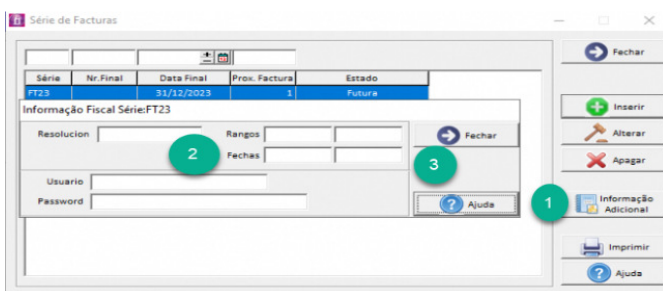 Série de Facturas
Fechar
Série Nr.Final Data Final Prox. Factura Estado
FT23 31/12/2023 1 Futura
Informação Fiscal Série:FT23
Inserir
Resolucion Rangos Fechar
Alterar
2 Fechas
3
Apagar
Usuario
Password Ajuda
1 Informação
Adicional
Imprimir
Ajuda